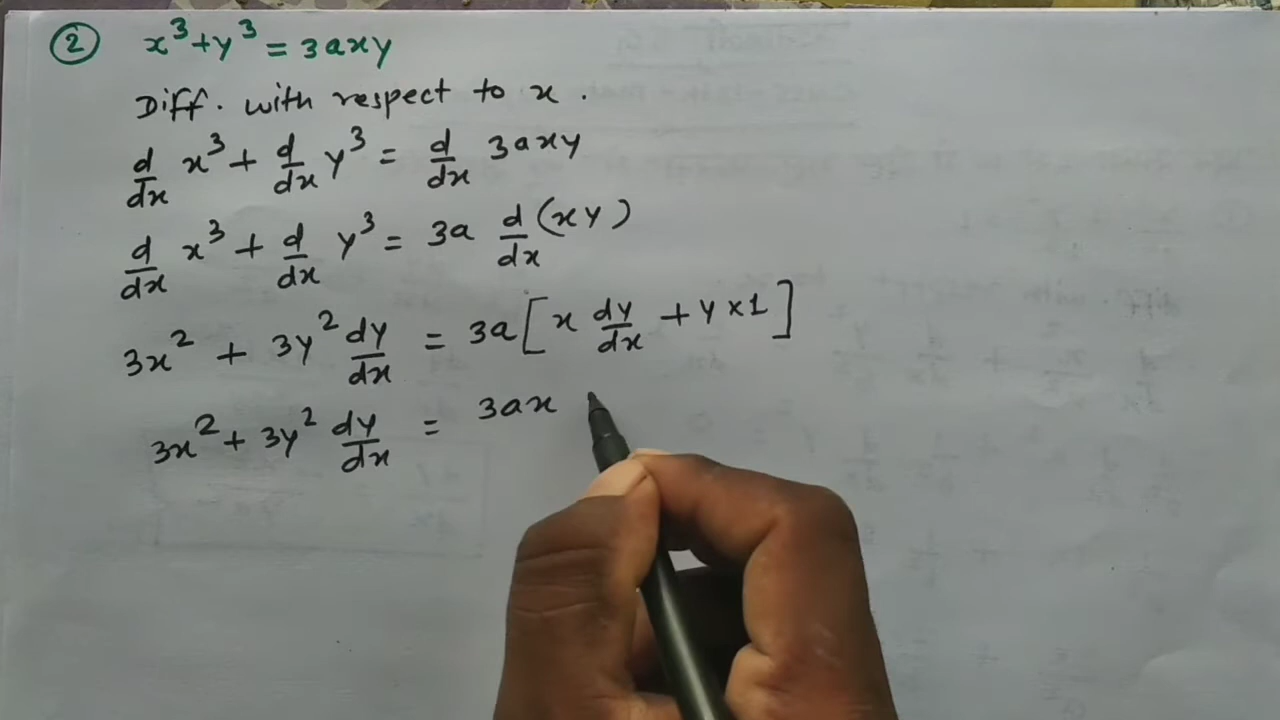 ② x³+y³ = 3axy
Diff. with respect to x .
d/dx x³ + d/dx y³ = d/dx 3axy
d/dx x³ + d/dx y³ = 3a d/dx (xy)
3x² + 3y² dy/dx = 3a [x dy/dx + y×1]
3x² + 3y² dy/dx = 3ax